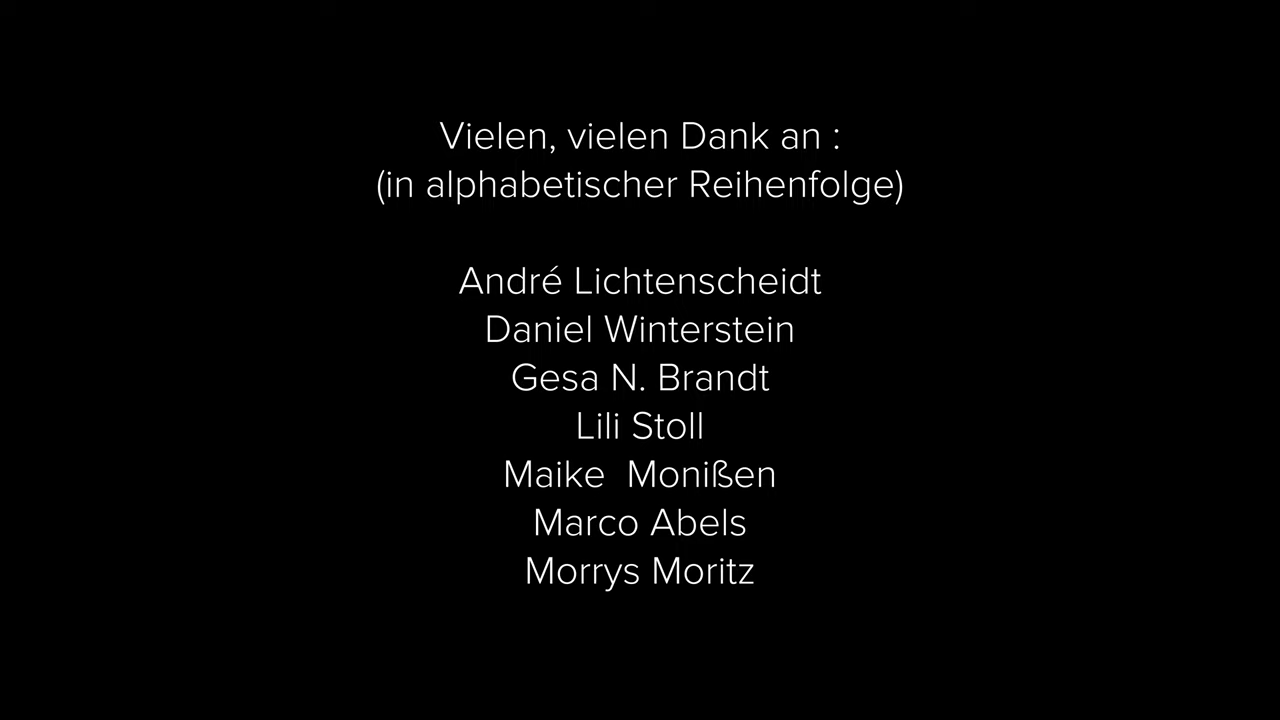 Vielen, vielen Dank an :
(in alphabetischer Reihenfolge)
André Lichtenscheidt
Daniel Winterstein
Gesa N. Brandt
Lili Stoll
Maike  Monißen
Marco Abels
Morrys Moritz